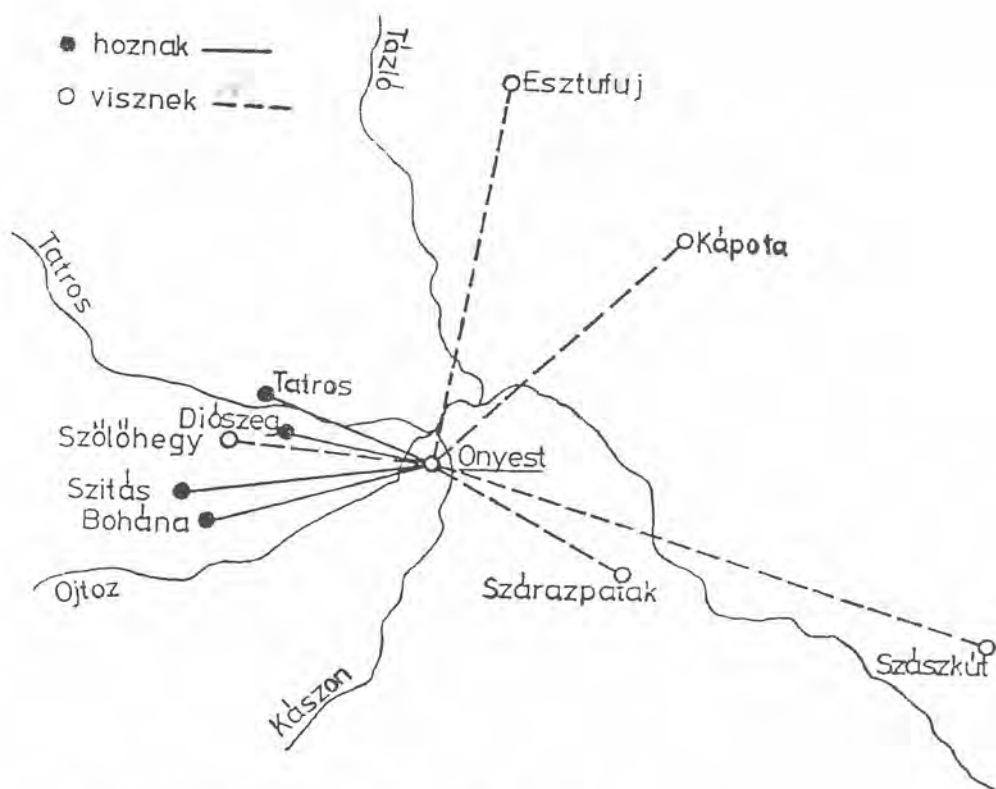 hoznak
visznek
Tázló
Esztufuj
Kápota
Tatros
Tatros
Diószeg
Szőlőhegy
Onyest
Szitás
Bohána
Ojtoz
Szárazpatak
Szászkút
Kászon